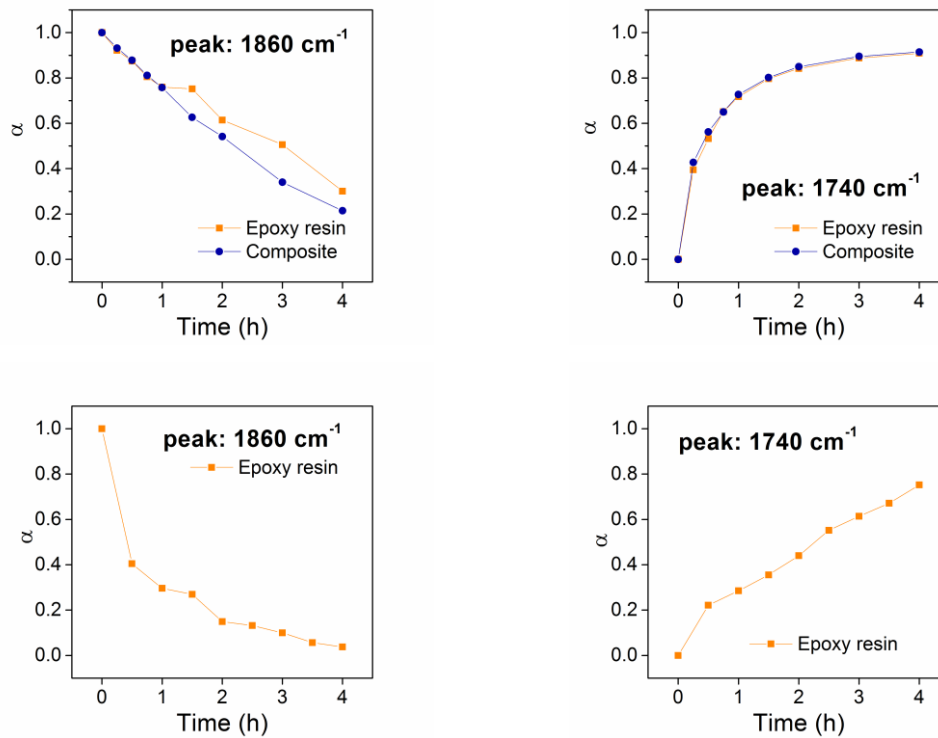 peak: 1860 cm⁻¹
1.0
0.8
0.6
0.4
0.2
0.0
α
Epoxy resin
Composite
0 1 2 3 4
Time (h)
peak: 1740 cm⁻¹
1.0
0.8
0.6
0.4
0.2
0.0
α
Epoxy resin
Composite
0 1 2 3 4
Time (h)
peak: 1860 cm⁻¹
Epoxy resin
1.0
0.8
0.6
0.4
0.2
0.0
α
0 1 2 3 4
Time (h)
peak: 1740 cm⁻¹
1.0
0.8
0.6
0.4
0.2
0.0
α
Epoxy resin
0 1 2 3 4
Time (h)